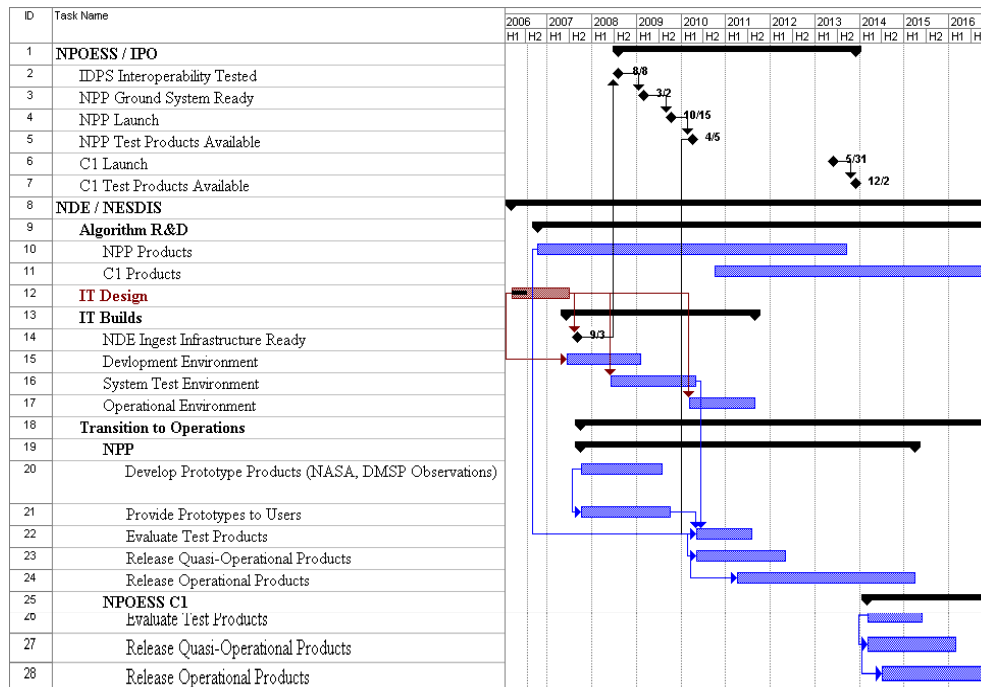 ID Task Name
2006 2007 2008 2009 2010 2011 2012 2013 2014 2015 2016
H1 H2 H1 H2 H1 H2 H1 H2 H1 H2 H1 H2 H1 H2 H1 H2 H1 H2 H1 H2 H1
1 NPOESS / IPO
2 IDPS Interoperability Tested 8/8
3 NPP Ground System Ready 3/2
4 NPP Launch 10/15
5 NPP Test Products Available 4/5
6 C1 Launch 5/31
7 C1 Test Products Available 12/2
8 NDE / NESDIS
9 Algorithm R&D
10 NPP Products
11 C1 Products
12 IT Design
13 IT Builds
14 NDE Ingest Infrastructure Ready 9/3
15 Devlopment Environment
16 System Test Environment
17 Operational Environment
18 Transition to Operations
19 NPP
20 Develop Prototype Products (NASA, DMSP Observations)
21 Provide Prototypes to Users
22 Evaluate Test Products
23 Release Quasi-Operational Products
24 Release Operational Products
25 NPOESS C1
26 Evaluate Test Products
27 Release Quasi-Operational Products
28 Release Operational Products